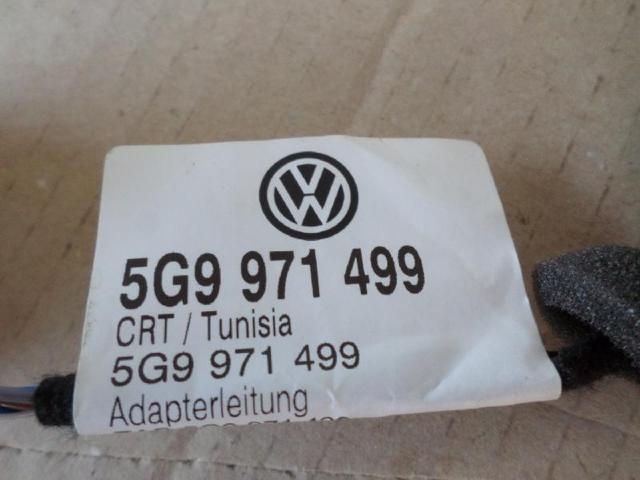 5G9 971 499
CRT / Tunisia
5G9 971 499
Adapterleitung